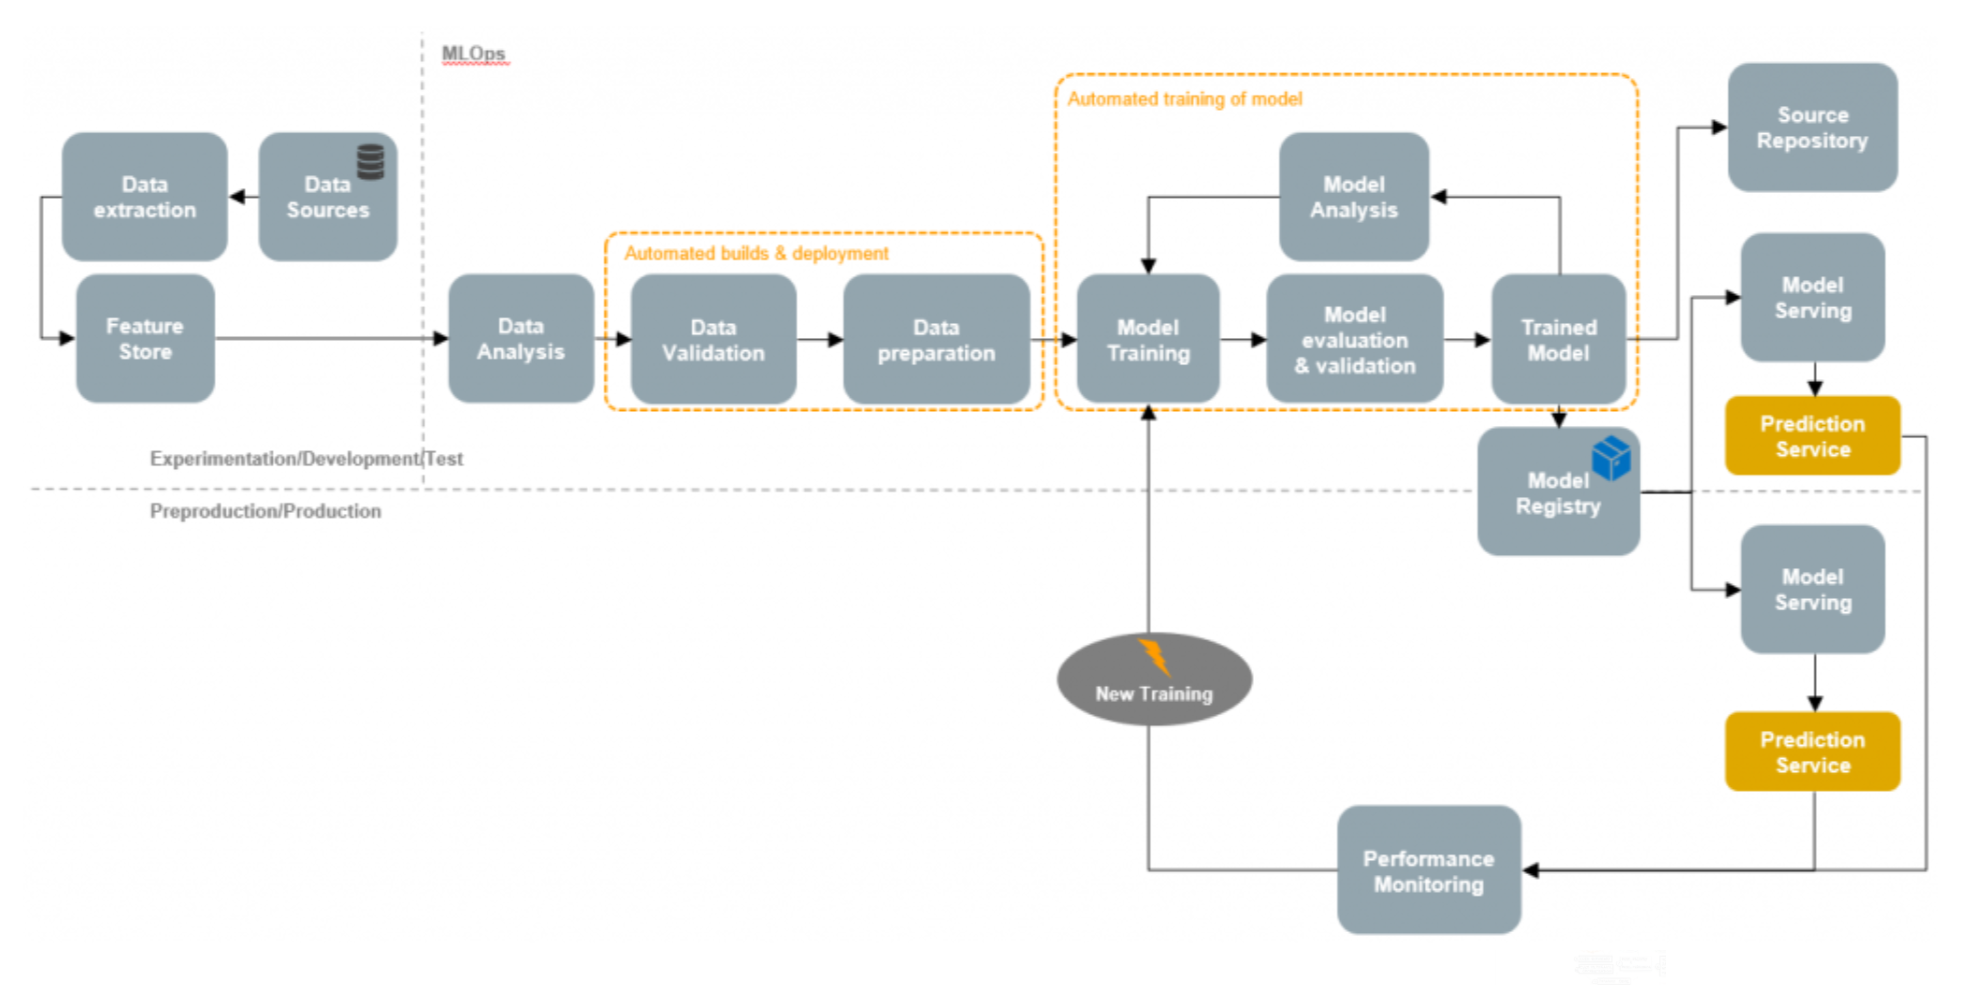 MLOps
Automated training of model
Source
Repository
Data
extraction
Data
Sources
Model
Analysis
Automated builds & deployment
Model
Serving
Feature
Store
Data
Analysis
Data
Validation
Data
preparation
Model
Training
Model
evaluation
& validation
Trained
Model
Prediction
Service
Experimentation/Development/Test
Preproduction/Production
Model
Registry
Model
Serving
New Training
Prediction
Service
Performance
Monitoring